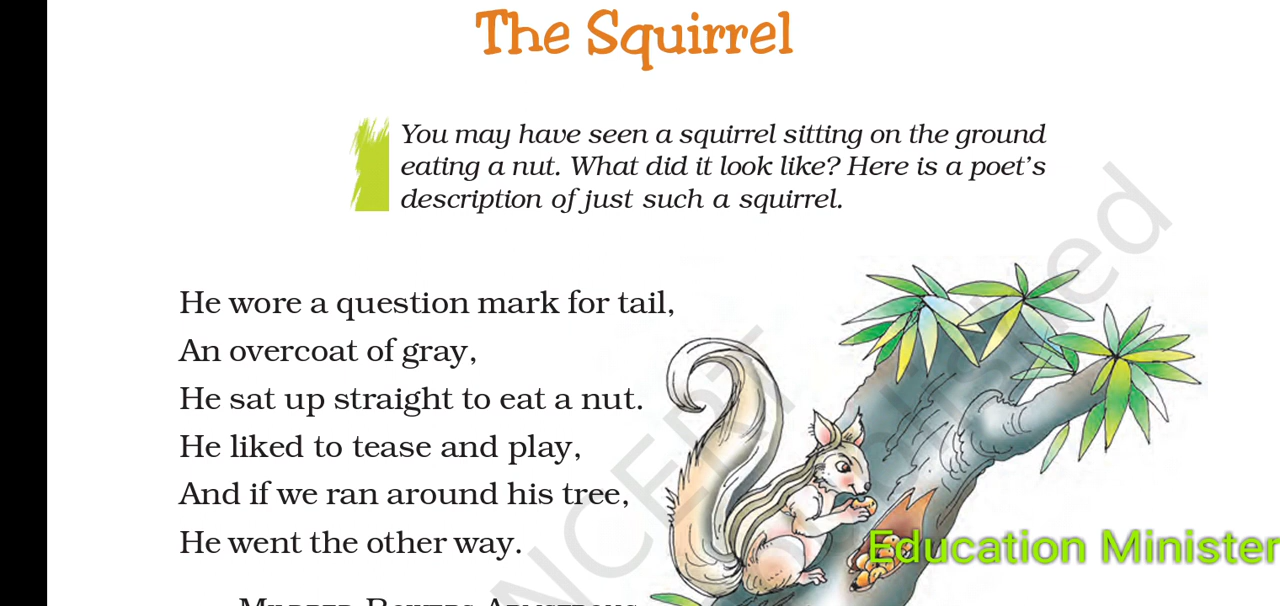 The Squirrel
You may have seen a squirrel sitting on the ground
eating a nut. What did it look like? Here is a poet's
description of just such a squirrel.
He wore a question mark for tail,
An overcoat of gray,
He sat up straight to eat a nut.
He liked to tease and play,
And if we ran around his tree,
He went the other way.
Education Minister